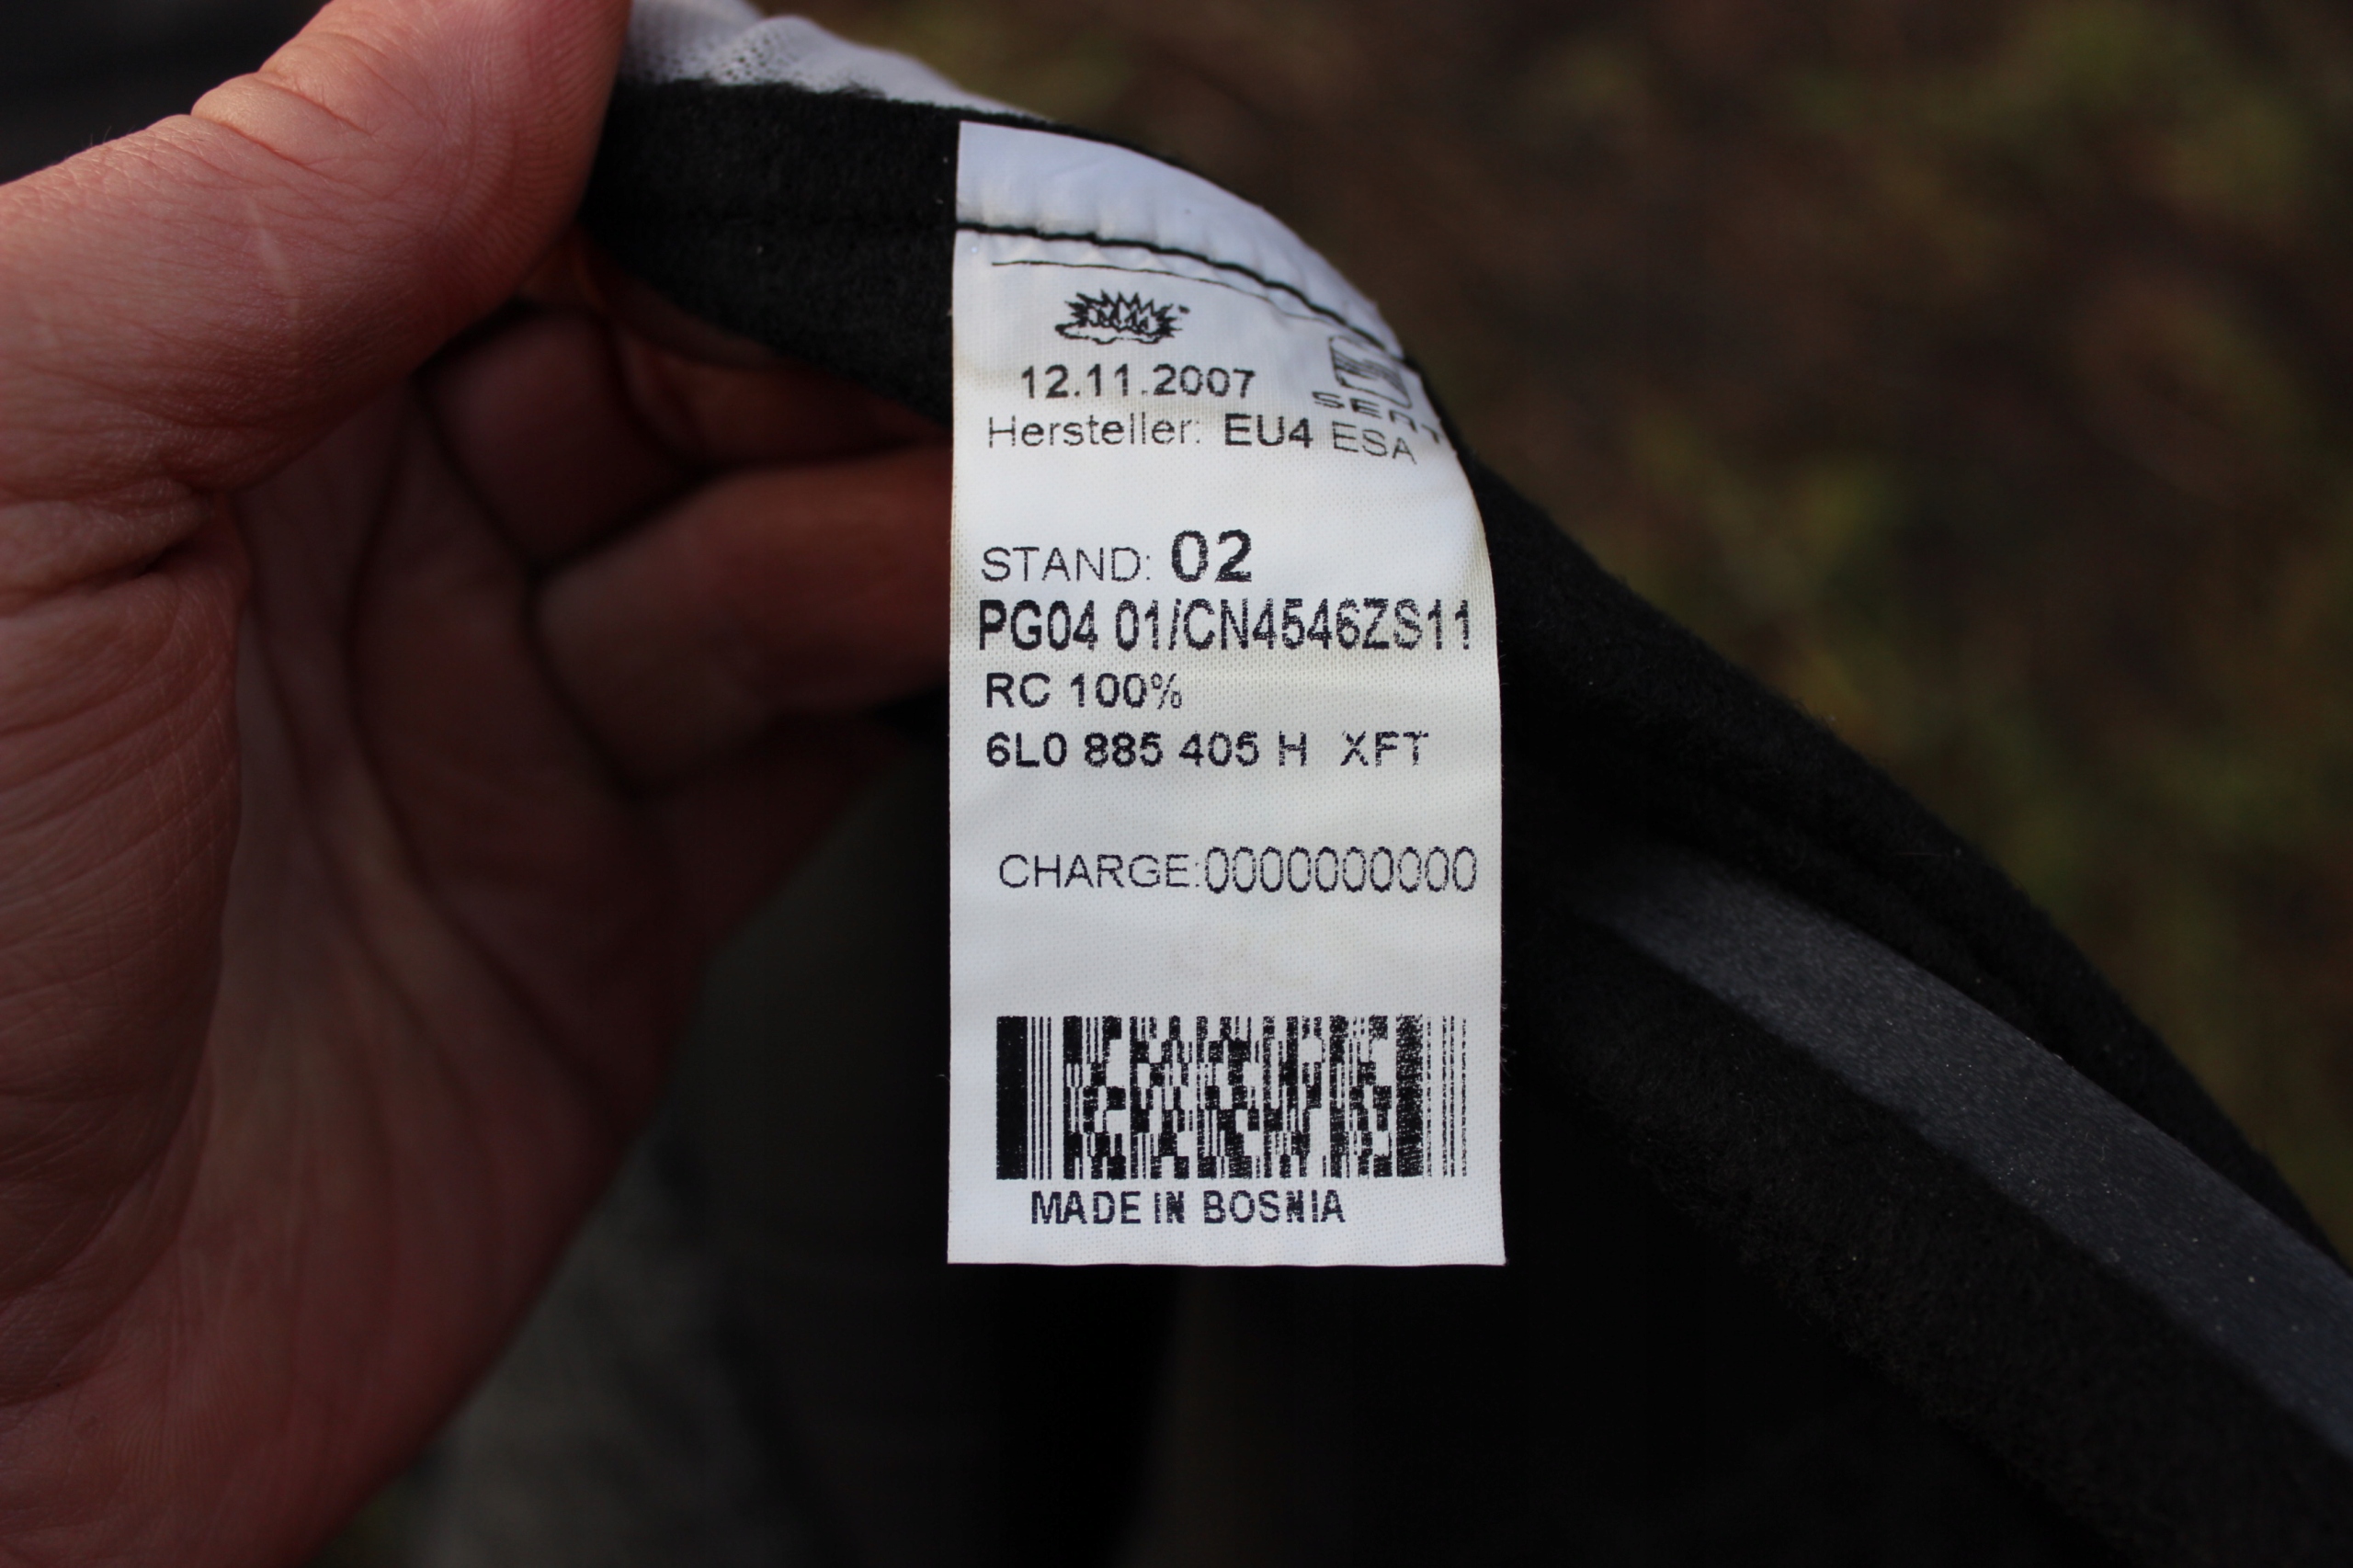 12.11.2007
SEAT
Hersteller: EU4 ESA
STAND: 02
PG04 01/CN4546ZS11
RC 100%
6L0 885 405 H XFT
CHARGE:0000000000
MADE IN BOSNIA